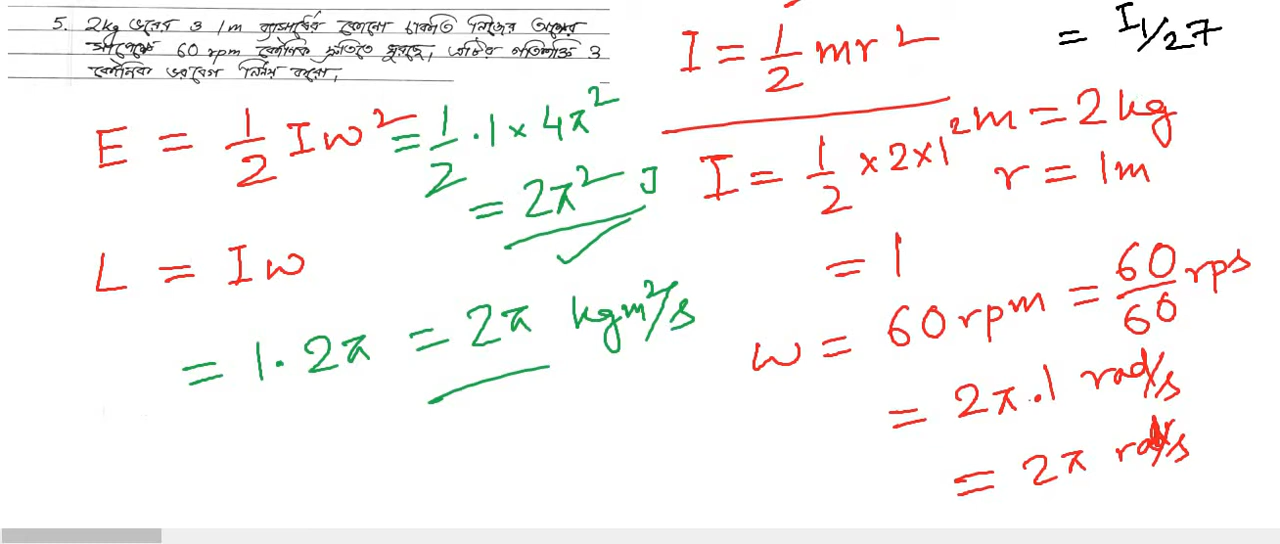 5. 2kg ভরের ও 1m ব্যাসার্ধের কোনো চাকতি নিজের অক্ষের
সাপেক্ষে 60 rpm কৌণিক দ্রুতিতে ঘুরছে, এটির গতিশক্তি ও
কৌণিক ভরবেগ নির্ণয় করো।
E = 1/2 Iω² = 1/2 . 1 × 4π²
= 2π² J
L = Iω
= 1 . 2π = 2π kgm²/s
= I₁/27
I = 1/2 mr²
I = 1/2 × 2 × 1²
m = 2kg
r = 1m
= 1
ω = 60 rpm = 60/60 rps
= 2π . 1 rad/s
= 2π rad/s